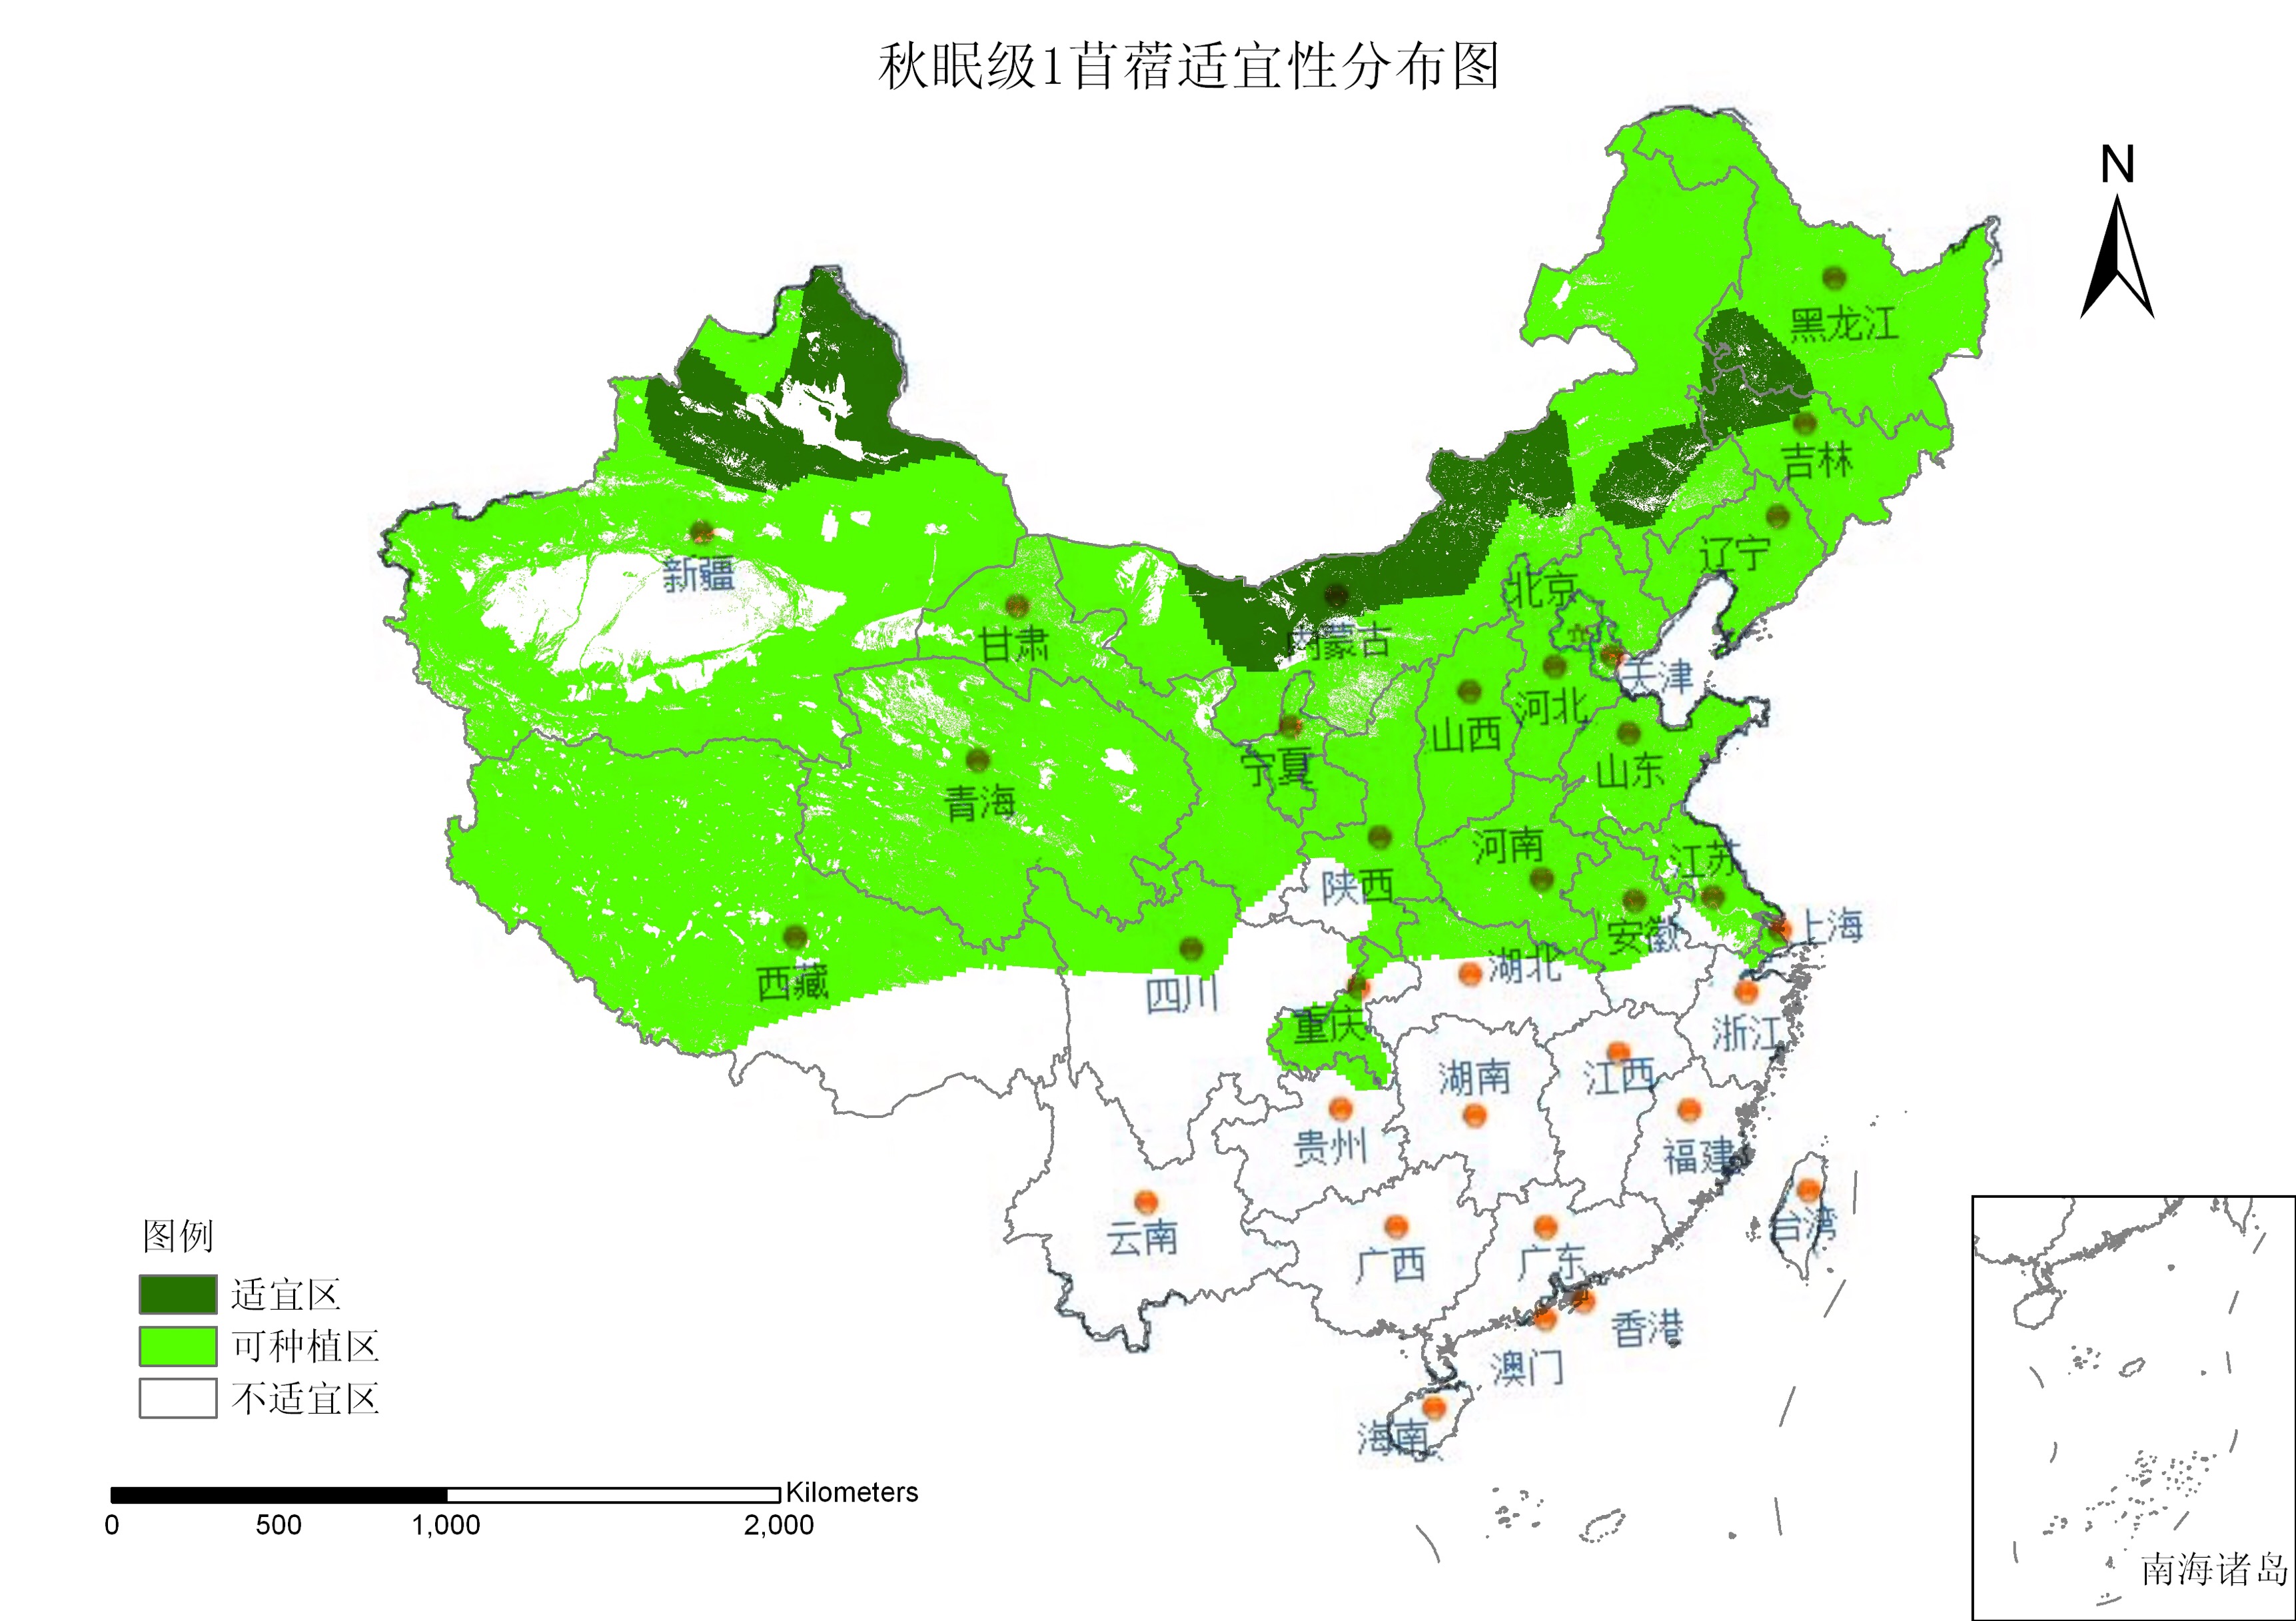 秋眠级1苜蓿适宜性分布图
N
黑龙江
吉林
辽宁
新疆
北京
甘肃
内蒙古
天津
河北
山西
宁夏
山东
青海
河南
江苏
陕西
安徽
上海
湖北
西藏
四川
重庆
浙江
湖南
江西
贵州
福建
台湾
云南
广西
广东
香港
澳门
海南
图例
适宜区
可种植区
不适宜区
Kilometers
0 500 1,000 2,000
南海诸岛